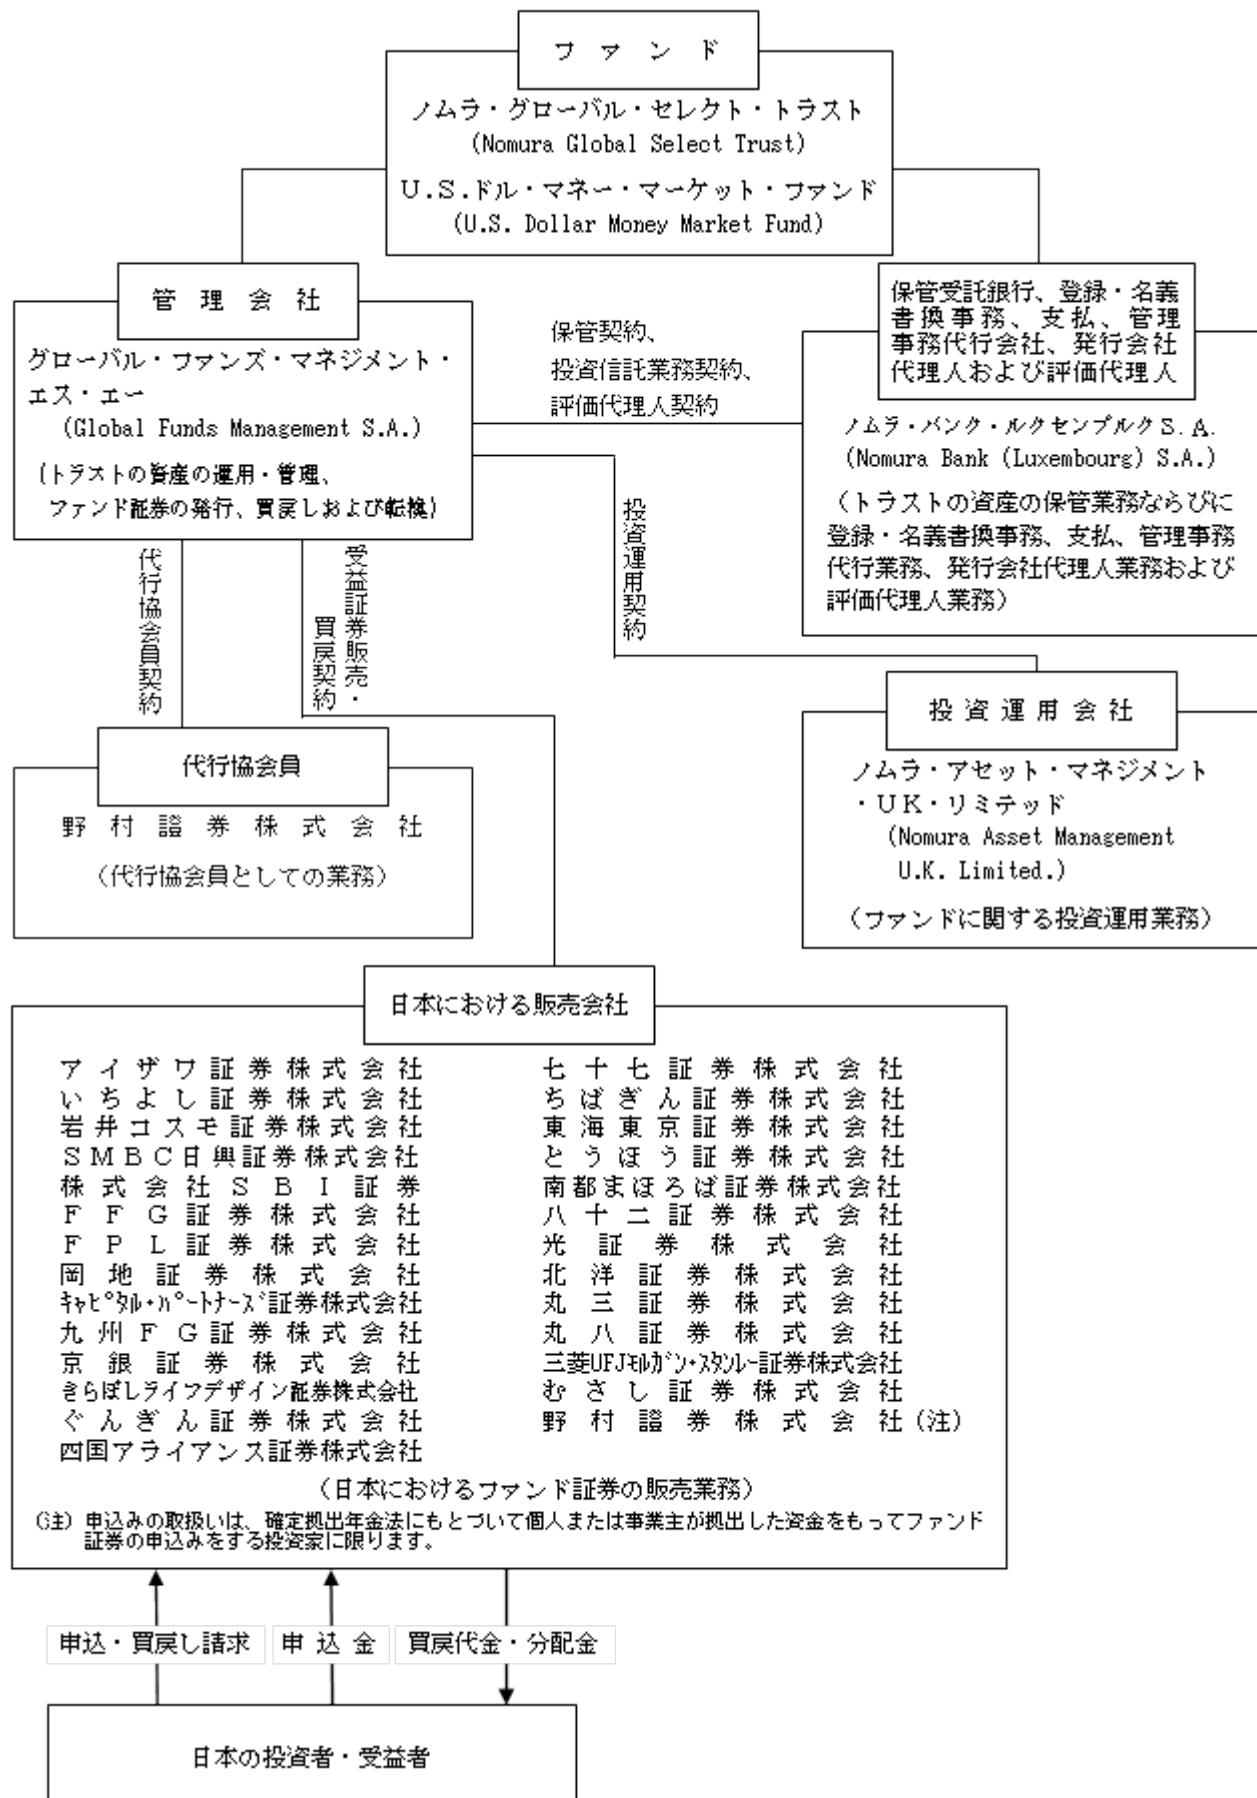 ファンド
ノムラ・グローバル・セレクト・トラスト
(Nomura Global Select Trust)
U.S.ドル・マネー・マーケット・ファンド
(U.S. Dollar Money Market Fund)
管理会社
グローバル・ファンズ・マネジメント・
エス・エー
(Global Funds Management S.A.)
(トラストの資産の運用・管理、
ファンド証券の発行、買戻しおよび転換)
保管契約、
投資信託業務契約、
評価代理人契約
保管受託銀行、登録・名義
書換事務、支払、管理
事務代行会社、発行会社
代理人および評価代理人
ノムラ・バンク・ルクセンブルクS.A.
(Nomura Bank (Luxembourg) S.A.)
(トラストの資産の保管業務ならびに
登録・名義書換事務、支払、管理事務
代行業務、発行会社代理人業務および
評価代理人業務)
代行協会員契約
受益証券販売・
買戻契約
投資運用契約
投資運用会社
ノムラ・アセット・マネジメント
・UK・リミテッド
(Nomura Asset Management
U.K. Limited.)
(ファンドに関する投資運用業務)
代行協会員
野村證券株式会社
(代行協会員としての業務)
日本における販売会社
アイザワ証券株式会社
いちよし証券株式会社
岩井コスモ証券株式会社
SMBC日興証券株式会社
株式会社SBI証券
FFG証券株式会社
FPL証券株式会社
岡地証券株式会社
キャピタル・パートナーズ証券株式会社
九州FG証券株式会社
京銀証券株式会社
きらぼしライフデザイン証券株式会社
ぐんぎん証券株式会社
四国アライアンス証券株式会社
七十七証券株式会社
ちばぎん証券株式会社
東海東京証券株式会社
とうほう証券株式会社
南都まほろば証券株式会社
八十二証券株式会社
光証券株式会社
北洋証券株式会社
丸三証券株式会社
丸八証券株式会社
三菱UFJモルガン・スタンレー証券株式会社
むさし証券株式会社
野村證券株式会社(注)
(日本におけるファンド証券の販売業務)
(注) 申込みの取扱いは、確定拠出年金法にもとづいて個人または事業主が拠出した資金をもってファンド
証券の申込みをする投資家に限ります。
申込・買戻し請求
申込金
買戻代金・分配金
日本の投資者・受益者